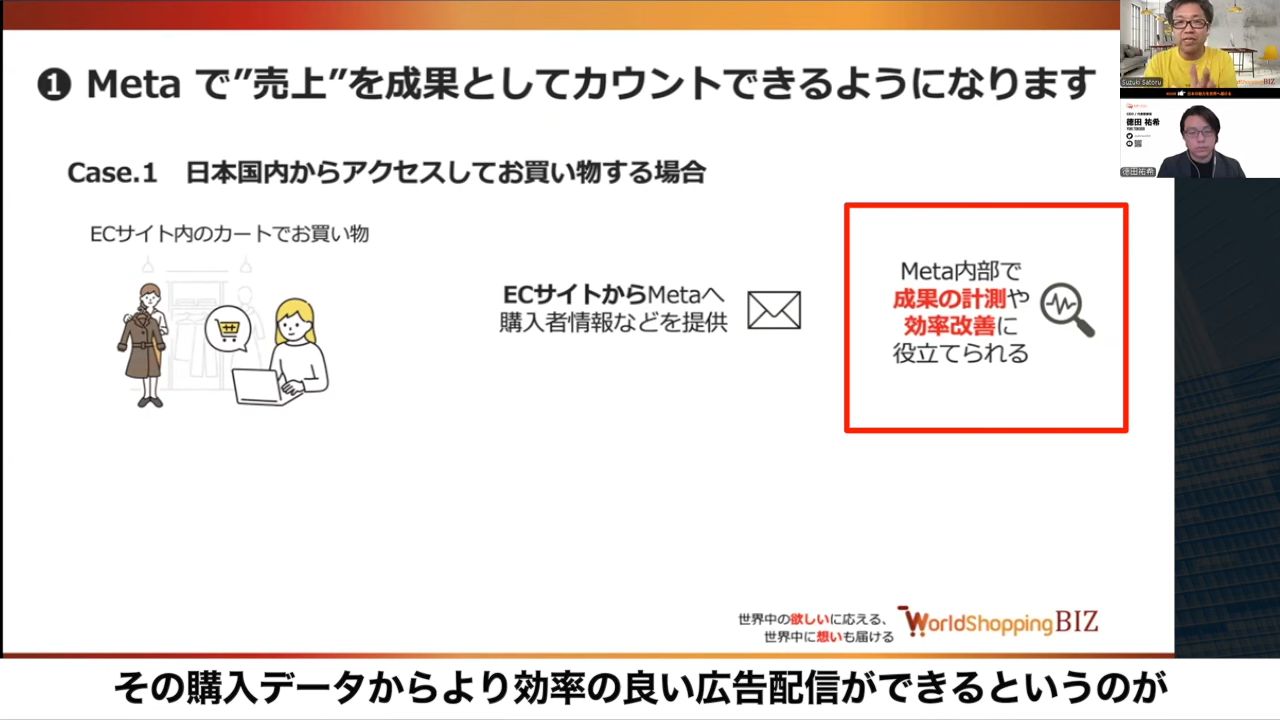 ❶ Meta で”売上”を成果としてカウントできるようになります
Case.1 日本国内からアクセスしてお買い物する場合
ECサイト内のカートでお買い物
ECサイトからMetaへ
購入者情報などを提供
Meta内部で
成果の計測や
効率改善に
役立てられる
世界中の欲しいに応える、
世界中に想いも届ける
WorldShoppingBIZ
その購入データからより効率の良い広告配信ができるというのが
Suzuki Satoru
BIZ
徳田 祐希
徳田祐希